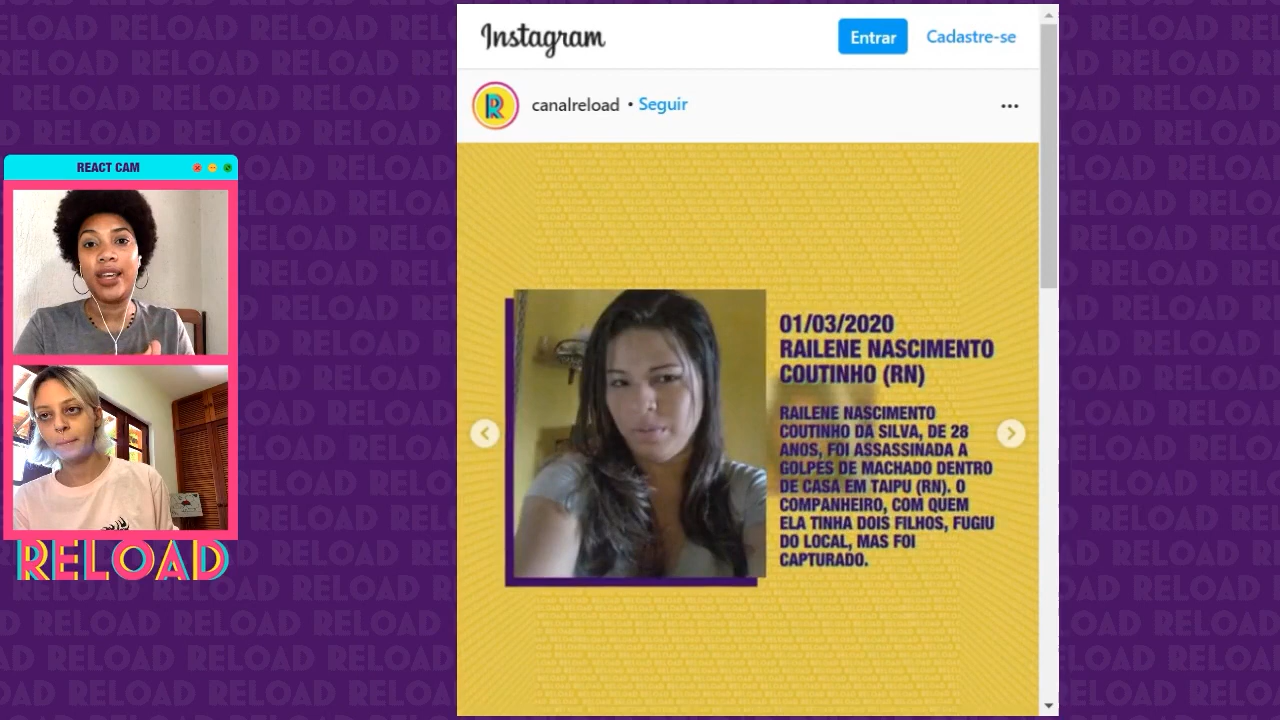 REACT CAM
RELOAD
Instagram
Entrar
Cadastre-se
canalreload • Seguir
01/03/2020
RAILENE NASCIMENTO
COUTINHO (RN)
RAILENE NASCIMENTO
COUTINHO DA SILVA, DE 28
ANOS, FOI ASSASSINADA A
GOLPES DE MACHADO DENTRO
DE CASA EM TAIPU (RN). O
COMPANHEIRO, COM QUEM
ELA TINHA DOIS FILHOS, FUGIU
DO LOCAL, MAS FOI
CAPTURADO.